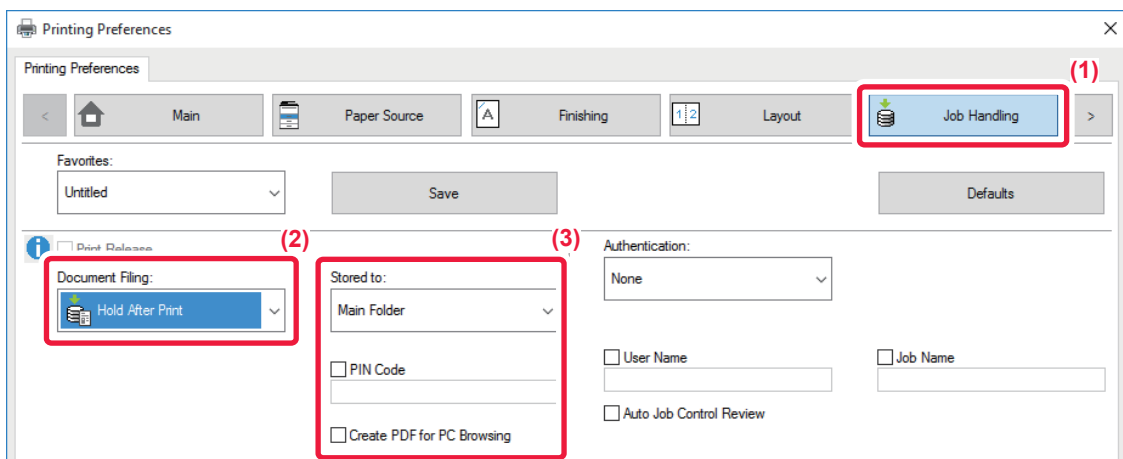 Printing Preferences
Printing Preferences
(1)
< Main Paper Source A Finishing 1 2 Layout Job Handling >
Favorites:
Untitled Save Defaults
Print Release
(2)
(3)
Authentication:
Document Filing: Stored to: None
Hold After Print Main Folder
PIN Code User Name Job Name
Auto Job Control Review
Create PDF for PC Browsing